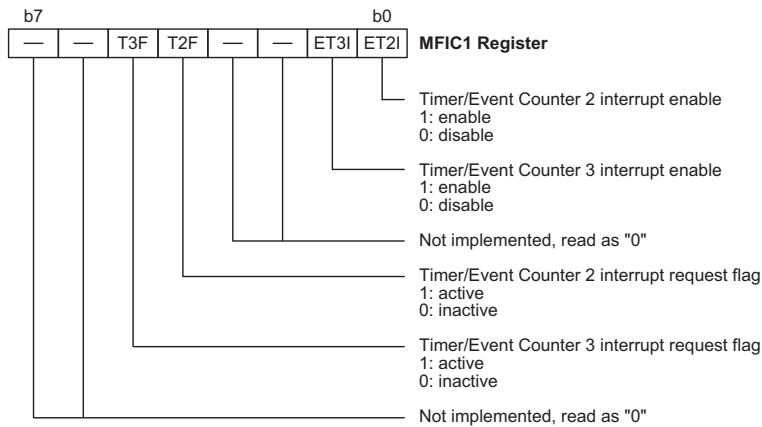 b7 b0
— — T3F T2F — — ET3I ET2I MFIC1 Register
Timer/Event Counter 2 interrupt enable
1: enable
0: disable
Timer/Event Counter 3 interrupt enable
1: enable
0: disable
Not implemented, read as "0"
Timer/Event Counter 2 interrupt request flag
1: active
0: inactive
Timer/Event Counter 3 interrupt request flag
1: active
0: inactive
Not implemented, read as "0"